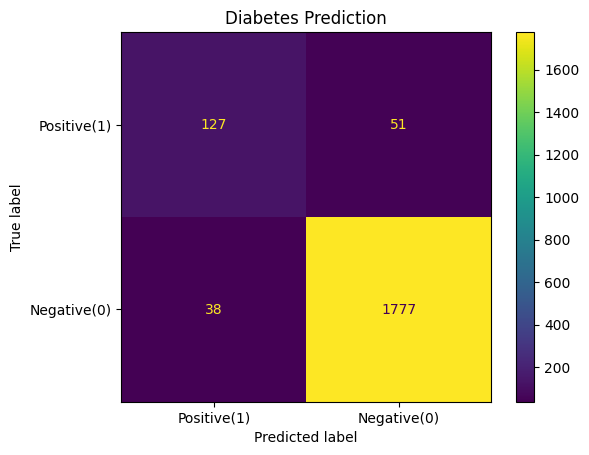 Diabetes Prediction
True label
Positive(1)
127
51
Negative(0)
38
1777
Positive(1)
Negative(0)
Predicted label
1600
1400
1200
1000
800
600
400
200